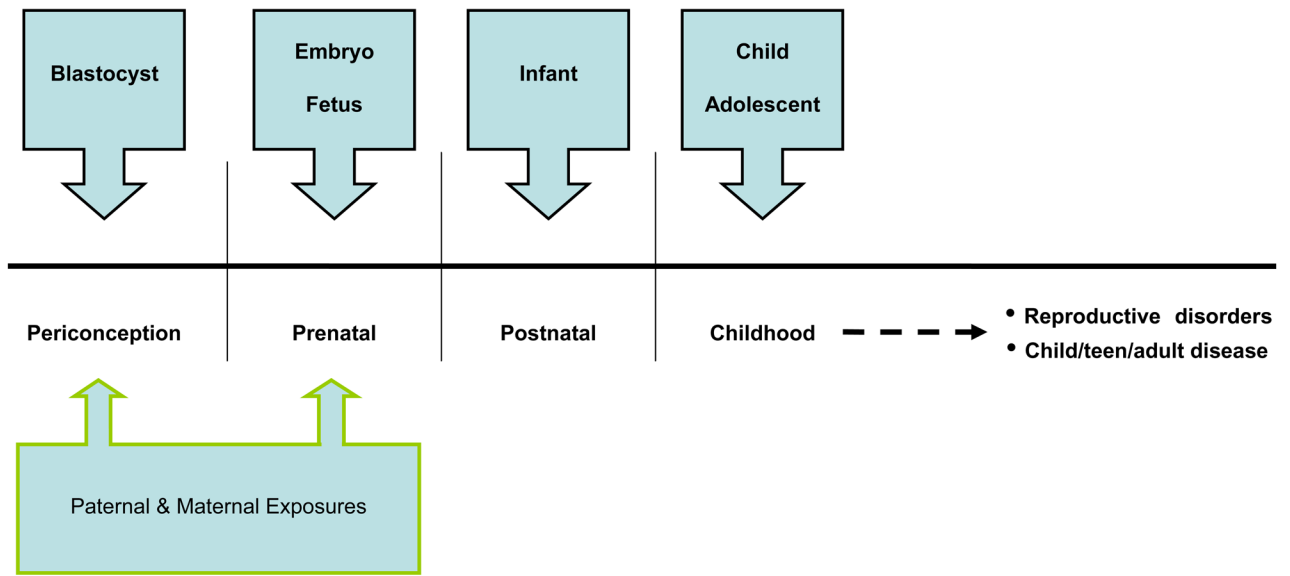 Blastocyst
Embryo
Fetus
Infant
Child
Adolescent
Periconception
Prenatal
Postnatal
Childhood
• Reproductive disorders
• Child/teen/adult disease
Paternal & Maternal Exposures